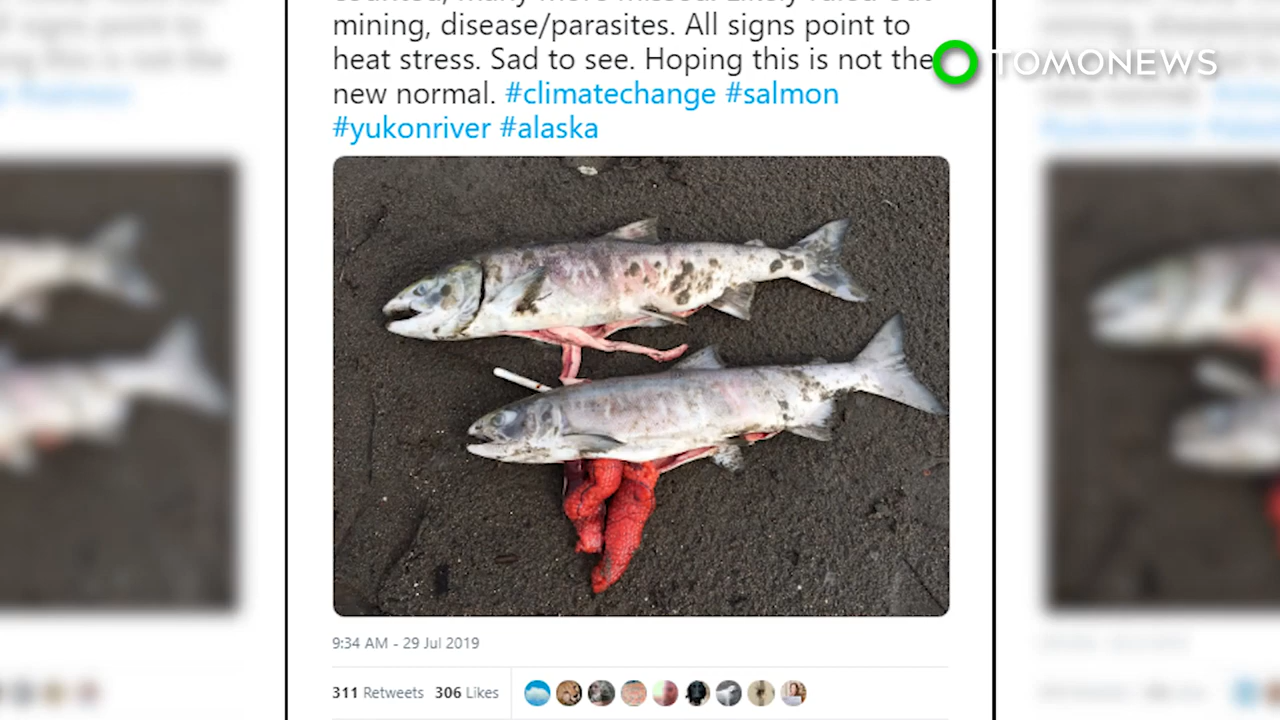 mining, disease/parasites. All signs point to
heat stress. Sad to see. Hoping this is not the
new normal. #climatechange #salmon
#yukonriver #alaska
TOMONEWS
9:34 AM - 29 Jul 2019
311 Retweets 306 Likes